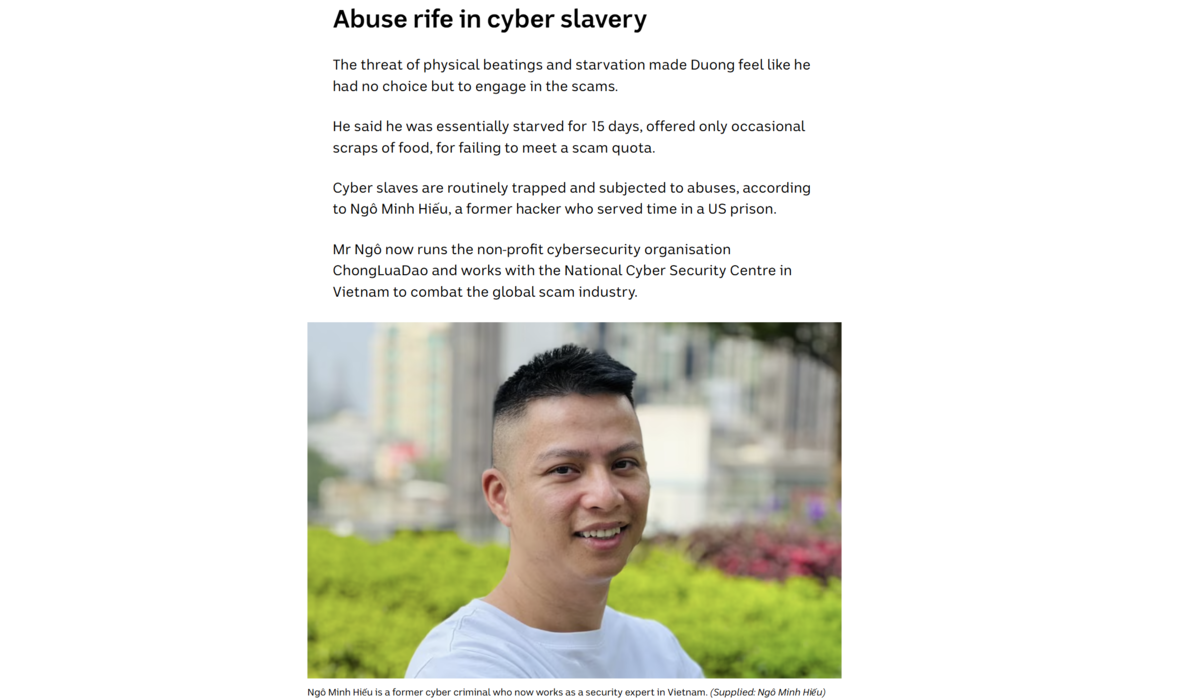 Abuse rife in cyber slavery
The threat of physical beatings and starvation made Duong feel like he
had no choice but to engage in the scams.
He said he was essentially starved for 15 days, offered only occasional
scraps of food, for failing to meet a scam quota.
Cyber slaves are routinely trapped and subjected to abuses, according
to Ngô Minh Hiếu, a former hacker who served time in a US prison.
Mr Ngô now runs the non-profit cybersecurity organisation
ChongLuaDao and works with the National Cyber Security Centre in
Vietnam to combat the global scam industry.
Ngô Minh Hiếu is a former cyber criminal who now works as a security expert in Vietnam. (Supplied: Ngô Minh Hiếu)